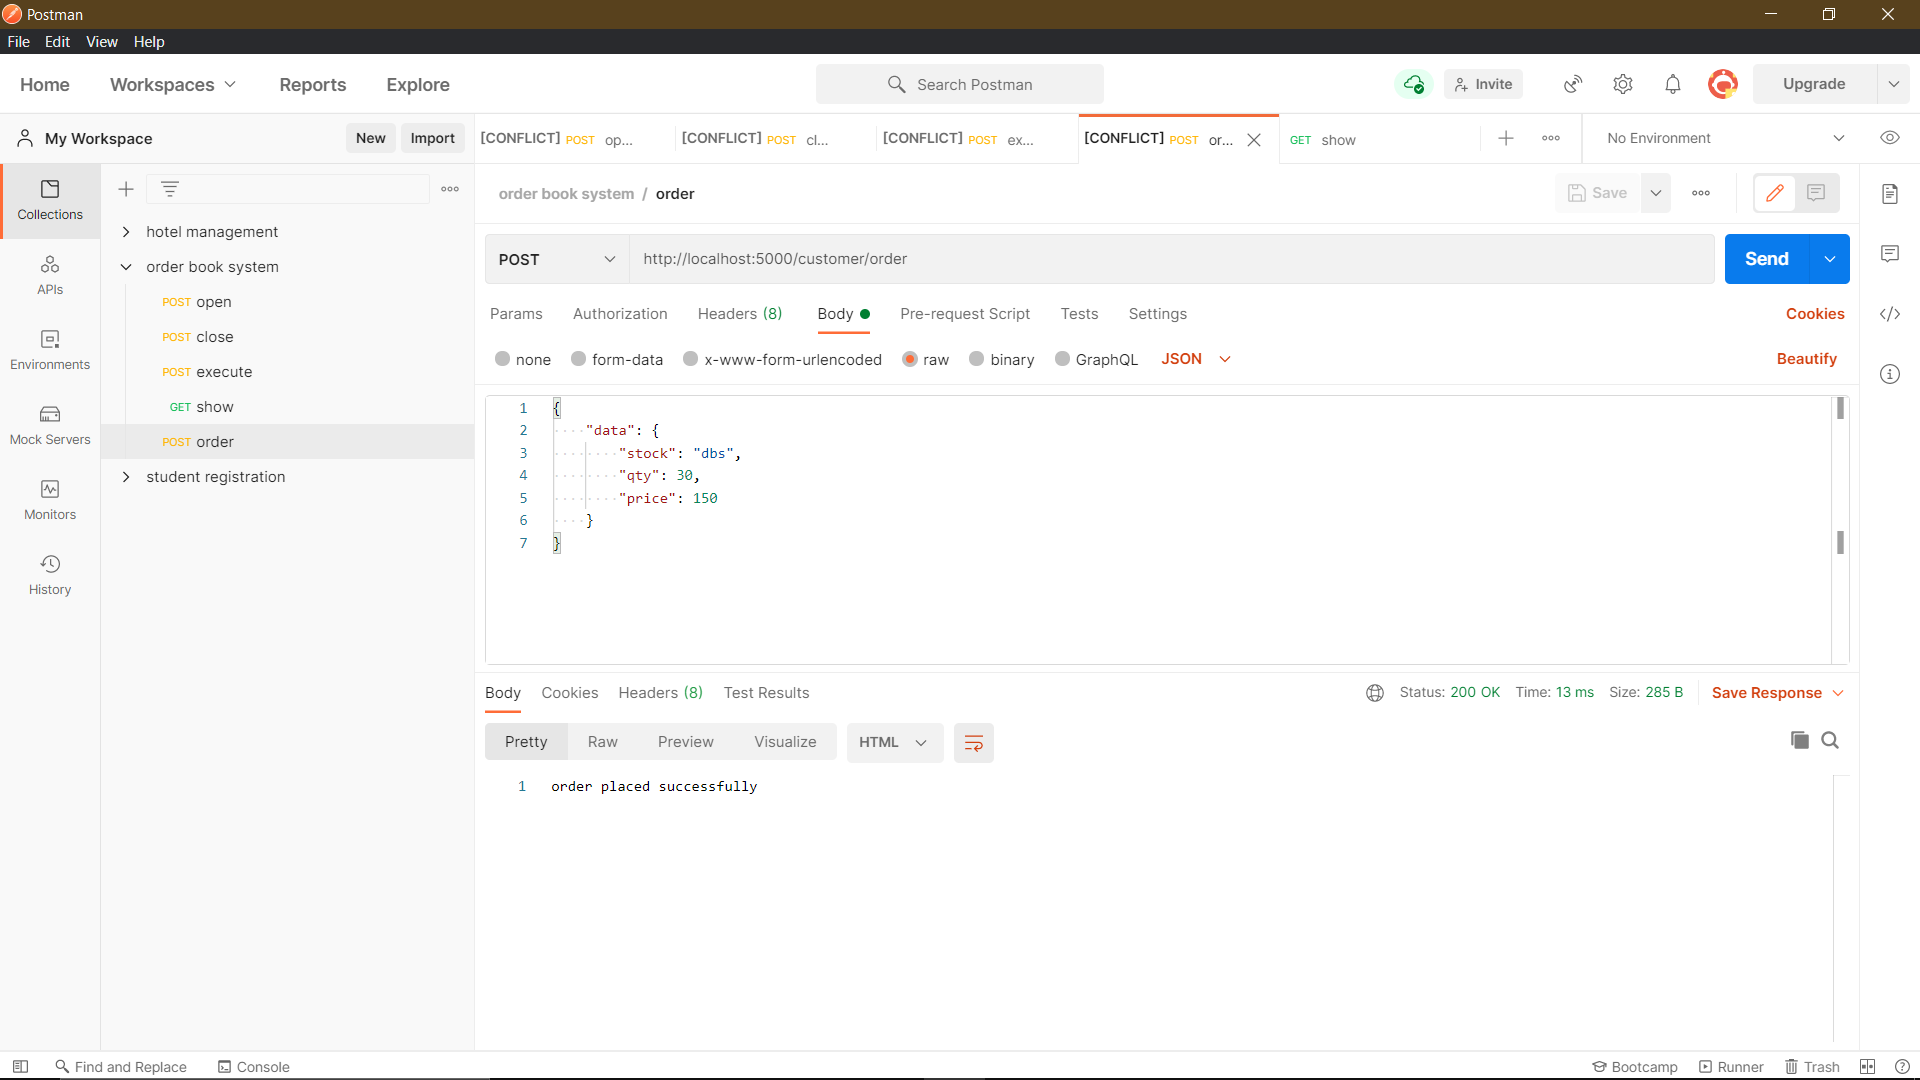 Postman
File Edit View Help
Home Workspaces Reports Explore Search Postman Invite Upgrade
My Workspace New Import
[CONFLICT] POST op... [CONFLICT] POST cl... [CONFLICT] POST ex... [CONFLICT] POST or... GET show No Environment
Collections
APIs
Environments
Mock Servers
Monitors
History
hotel management
order book system
POST open
POST close
POST execute
GET show
POST order
student registration
order book system / order Save
POST http://localhost:5000/customer/order Send
Params Authorization Headers (8) Body Pre-request Script Tests Settings Cookies
none form-data x-www-form-urlencoded raw binary GraphQL JSON Beautify
1 {
2 "data": {
3 "stock": "dbs",
4 "qty": 30,
5 "price": 150
6 }
7 }
Body Cookies Headers (8) Test Results Status: 200 OK Time: 13 ms Size: 285 B Save Response
Pretty Raw Preview Visualize HTML
1 order placed successfully
Find and Replace Console Bootcamp Runner Trash